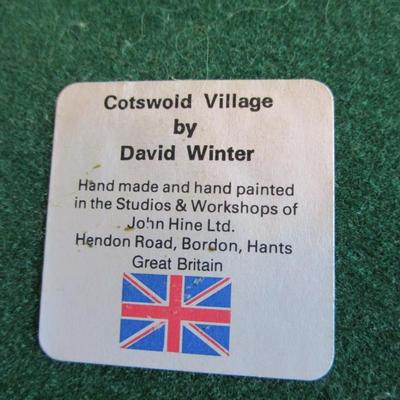 Cotswold Village
by
David Winter
Hand made and hand painted
in the Studios & Workshops of
John Hine Ltd.
Hendon Road, Bordon, Hants
Great Britain